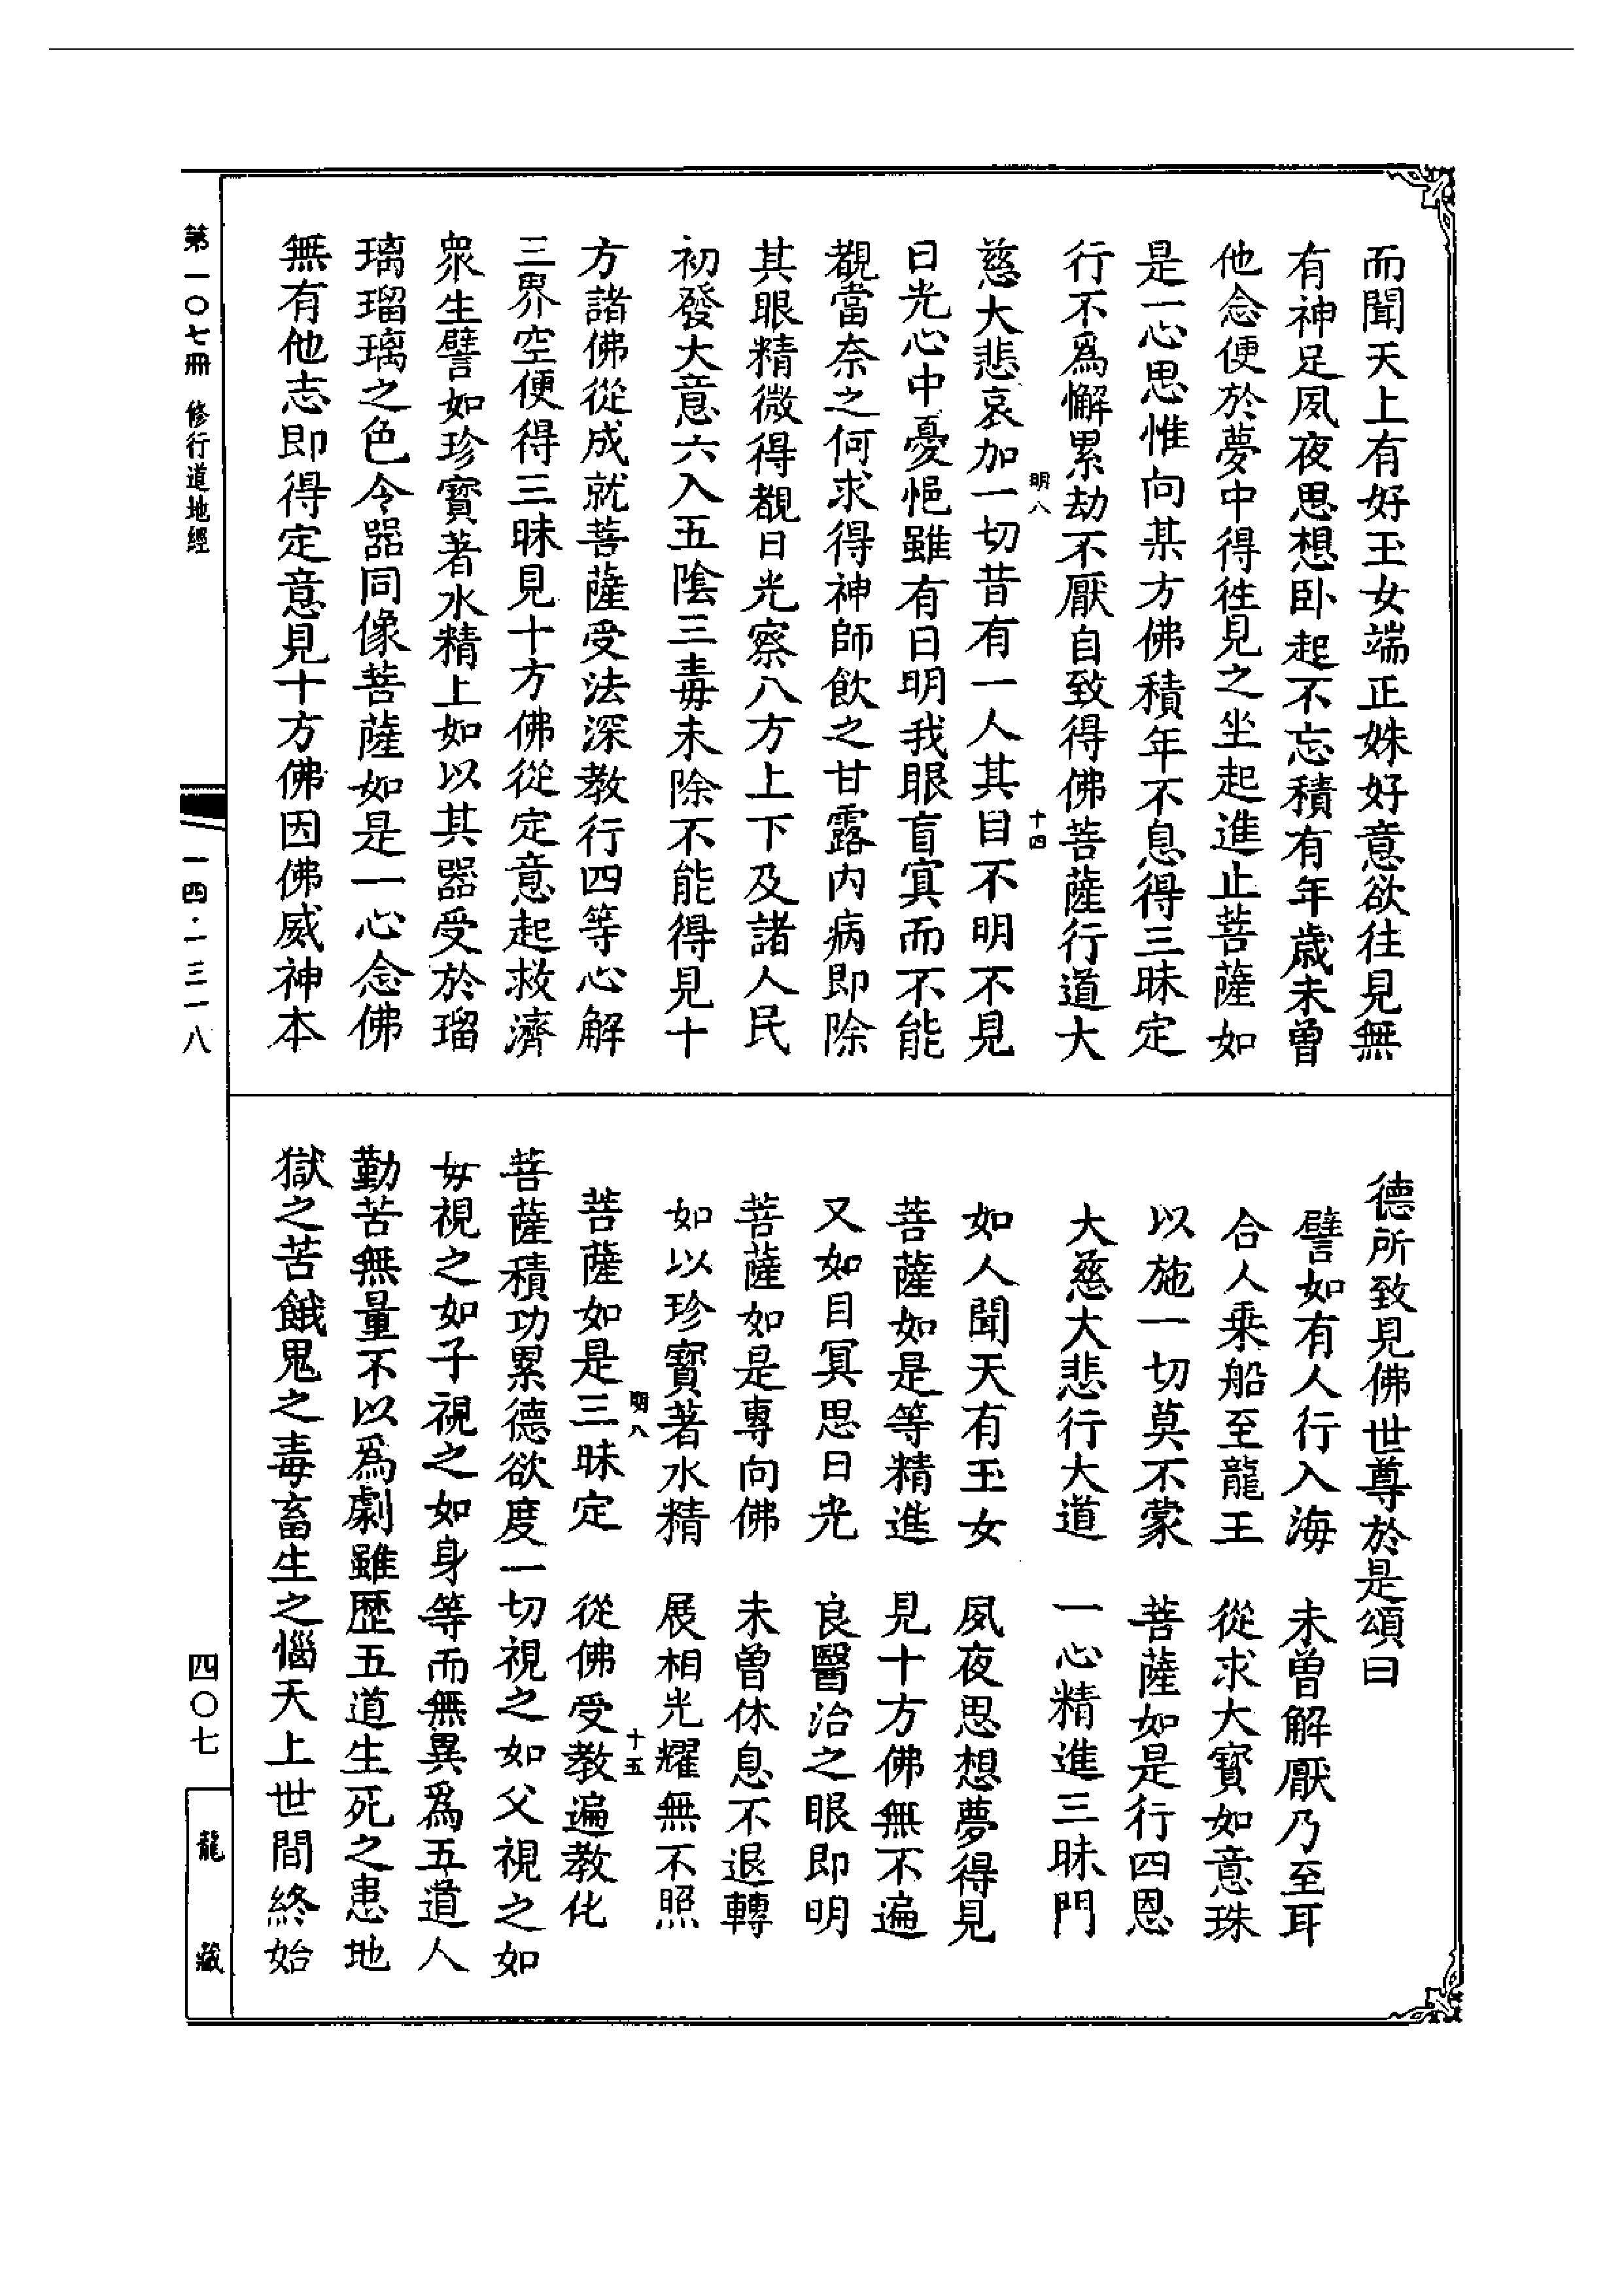 而聞天上有好玉女端正姝好意欲往見無
有神足夙夜思想卧起不忘積有年歲未曾
他念便於夢中得徃見之坐起進止菩薩如
是一心思惟向某方佛積年不息得三昧定
行不爲懈累劫不厭自致得佛菩薩行道大
明八
十四
慈大悲哀加一切昔有一人其目不明不見
日光心中憂悒雖有日明我眼盲冥而不能
覩當奈之何求得神師飲之甘露内病即除
其眼精微得覩日光察八方上下及諸人民
初發大意六入五陰三毒未除不能得見十
方諸佛從成就菩薩受法深教行四等心解
三界空便得三昧見十方佛從定意起救濟
衆生譬如珍寳著水精上如以其器受於瑠
璃瑠璃之色令器同像菩薩如是一心念佛
無有他志即得定意見十方佛因佛威神本
德所致見佛世尊於是頌曰
譬如有人行入海　未曽解厭乃至耳
合人乘船至龍王　從求大寳如意珠
以施一切莫不蒙　菩薩如是行四恩
大慈大悲行大道　一心精進三昧門
如人聞天有玉女　夙夜思想夢得見
菩薩如是等精進　見十方佛無不遍
又如目冥思日光　良醫治之眼即明
菩薩如是專向佛　未曽休息不退轉
如以珍寳著水精　展相光耀無不照
明八
十五
菩薩如是三昧定　從佛受教遍教化
菩薩積功累德欲度一切視之如父視之如
母視之如子視之如身等而無異爲五道人
勤苦無量不以爲劇雖歷五道生死之患地
獄之苦餓鬼之毒畜生之惱天上世間終始
第一〇七冊　修行道地經
一四·一三一八
四〇七
龍藏